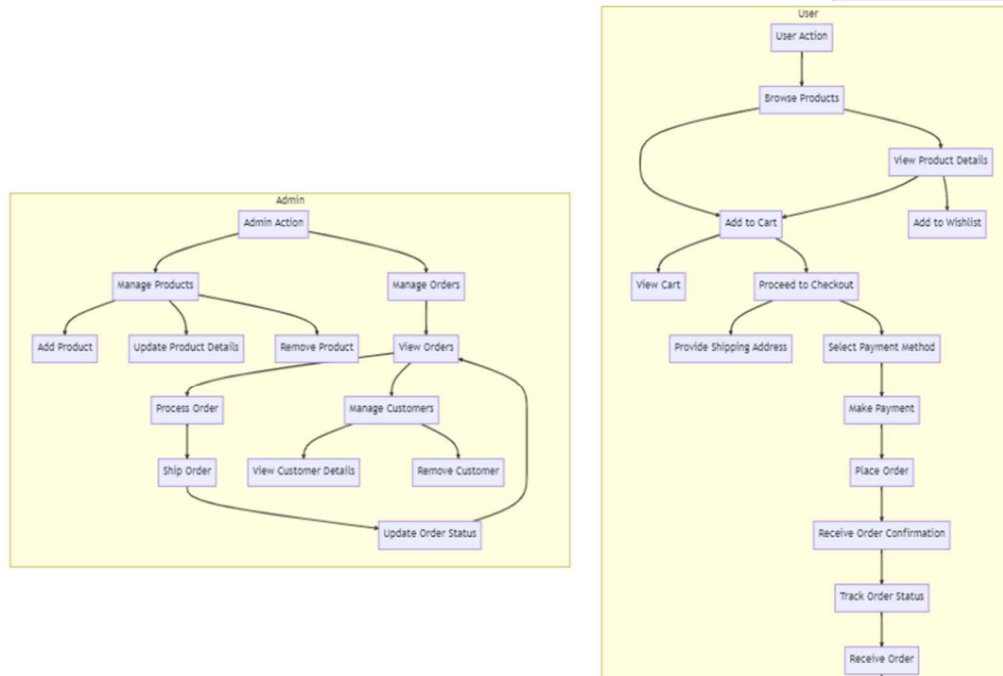 Admin
Admin Action
Manage Products
Manage Orders
Add Product
Update Product Details
Remove Product
View Orders
Process Order
Manage Customers
Ship Order
View Customer Details
Remove Customer
Update Order Status
User
User Action
Browse Products
View Product Details
Add to Cart
Add to Wishlist
View Cart
Proceed to Checkout
Provide Shipping Address
Select Payment Method
Make Payment
Place Order
Receive Order Confirmation
Track Order Status
Receive Order